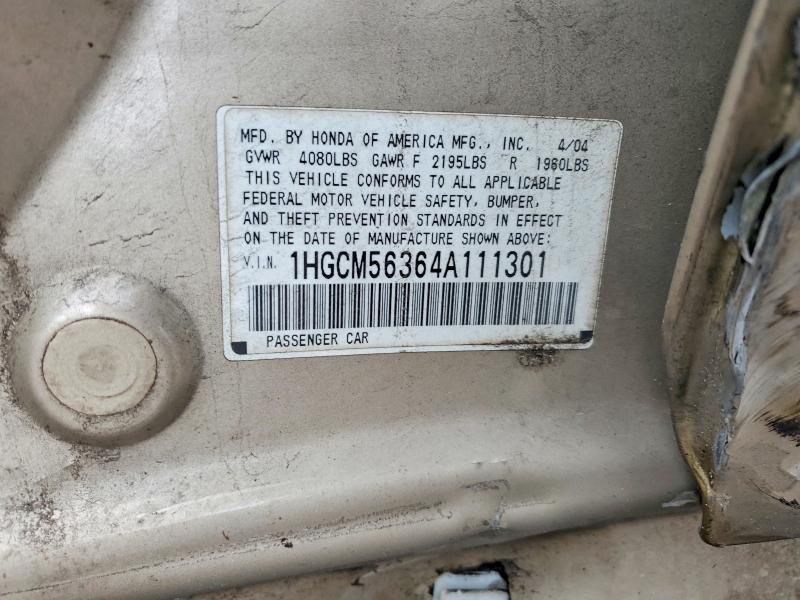 MFD. BY HONDA OF AMERICA MFG., INC. 4/04
GVWR 4080LBS GAWR F 2195LBS R 1960LBS
THIS VEHICLE CONFORMS TO ALL APPLICABLE
FEDERAL MOTOR VEHICLE SAFETY, BUMPER,
AND THEFT PREVENTION STANDARDS IN EFFECT
ON THE DATE OF MANUFACTURE SHOWN ABOVE:
V.I.N. 1HGCM56364A111301
PASSENGER CAR